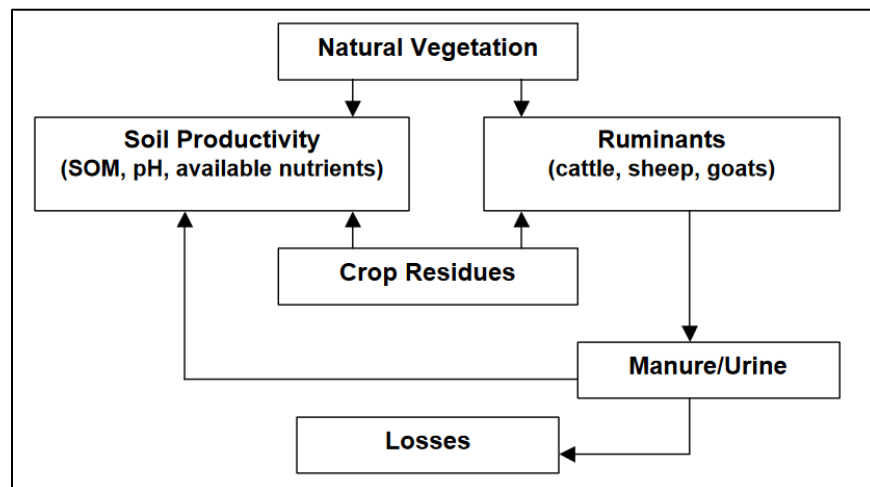 Natural Vegetation
Soil Productivity
(SOM, pH, available nutrients)
Ruminants
(cattle, sheep, goats)
Crop Residues
Manure/Urine
Losses